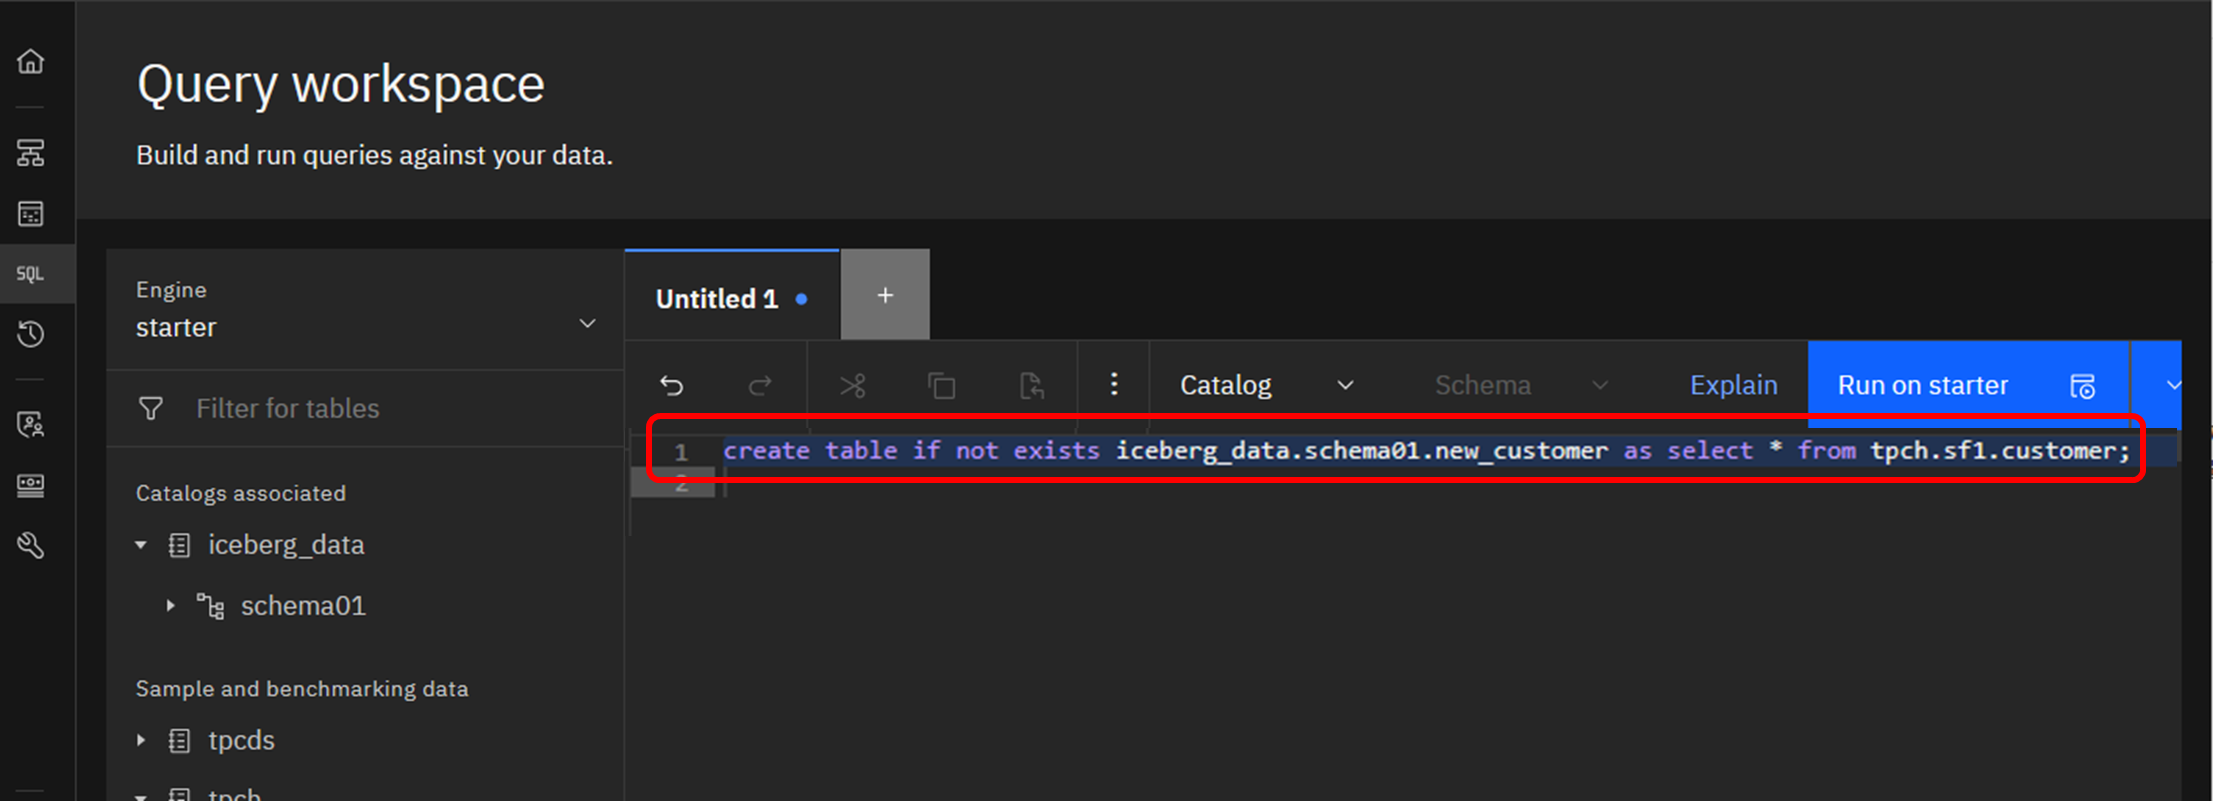 Query workspace
Build and run queries against your data.
SQL
Engine
starter
Filter for tables
Catalogs associated
iceberg_data
schema01
Sample and benchmarking data
tpcds
tpch
Untitled 1
+
Catalog
Schema
Explain
Run on starter
1 create table if not exists iceberg_data.schema01.new_customer as select * from tpch.sf1.customer;
2